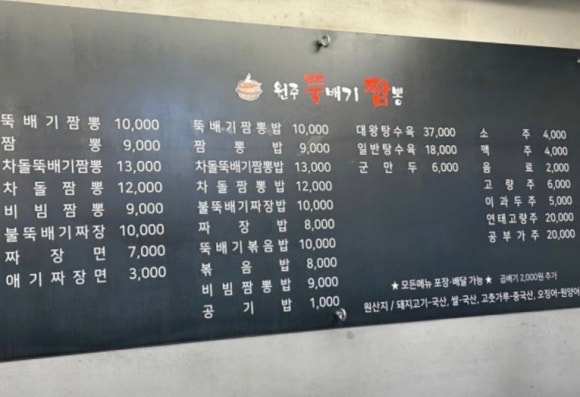 원주 뚝배기 짬뽕
뚝배기짬뽕 10,000
짬뽕 9,000
차돌뚝배기짬뽕 13,000
차돌짬뽕 12,000
비빔짬뽕 9,000
불뚝배기짜장 10,000
짜장면 7,000
애기짜장면 3,000
뚝배기짬뽕밥 10,000
짬뽕밥 9,000
차돌뚝배기짬뽕밥 13,000
차돌짬뽕밥 12,000
불뚝배기짜장밥 10,000
짜장밥 8,000
뚝배기볶음밥 10,000
볶음밥 8,000
비빔짬뽕밥 9,000
공기밥 1,000
대왕탕수육 37,000
일반탕수육 18,000
군만두 6,000
소주 4,000
맥주 4,000
음료 2,000
고량주 6,000
이과두주 5,000
연태고량주 20,000
공부가주 20,000
★ 모든메뉴 포장·배달 가능 ★ 곱배기 2,000원 추가
원산지 / 돼지고기-국산, 쌀-국산, 고춧가루-중국산, 오징어-원양어